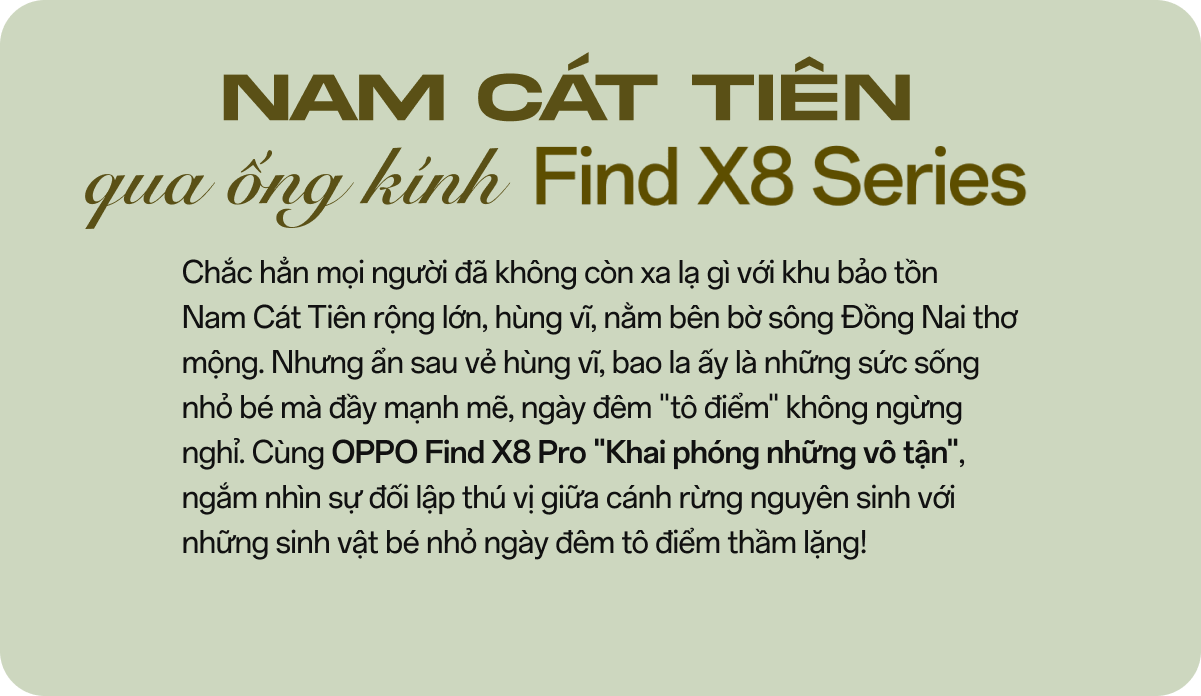 NAM CÁT TIÊN
qua ống kính Find X8 Series
Chắc hẳn mọi người đã không còn xa lạ gì với khu bảo tồn
Nam Cát Tiên rộng lớn, hùng vĩ, nằm bên bờ sông Đồng Nai thơ
mộng. Nhưng ẩn sau vẻ hùng vĩ, bao la ấy là những sức sống
nhỏ bé mà đầy mạnh mẽ, ngày đêm "tô điểm" không ngừng
nghỉ. Cùng OPPO Find X8 Pro "Khai phóng những vô tận",
ngắm nhìn sự đối lập thú vị giữa cánh rừng nguyên sinh với
những sinh vật bé nhỏ ngày đêm tô điểm thầm lặng!